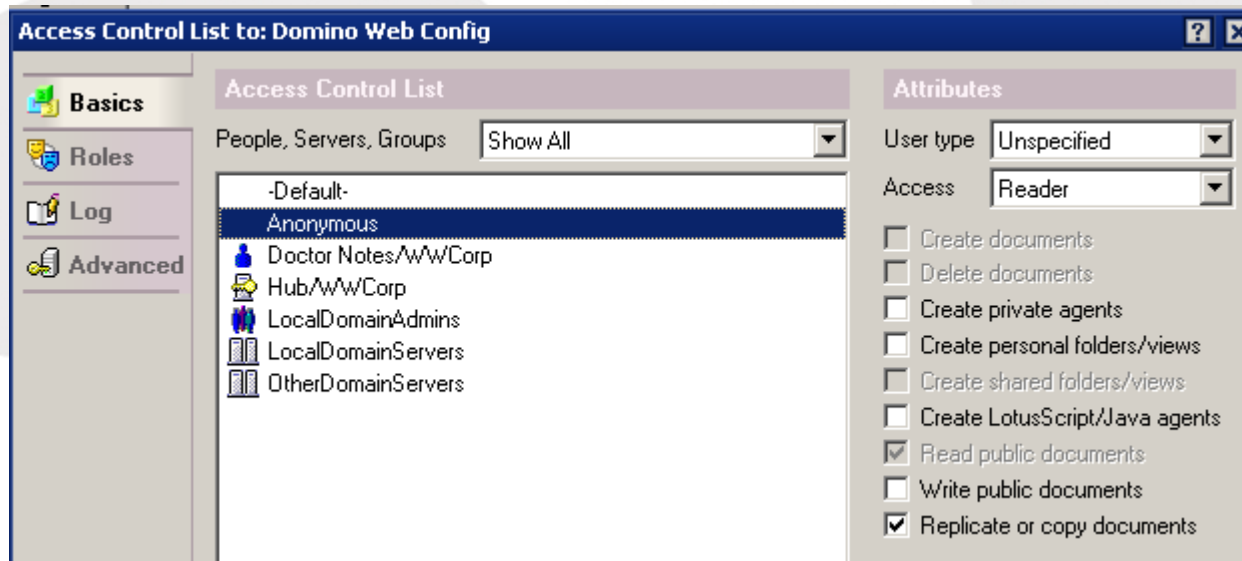 Access Control List to: Domino Web Config
Basics
Roles
Log
Advanced
Access Control List
People, Servers, Groups Show All
-Default-
Anonymous
Doctor Notes/WWCorp
Hub/WWCorp
LocalDomainAdmins
LocalDomainServers
OtherDomainServers
Attributes
User type Unspecified
Access Reader
Create documents
Delete documents
Create private agents
Create personal folders/views
Create shared folders/views
Create LotusScript/Java agents
Read public documents
Write public documents
Replicate or copy documents